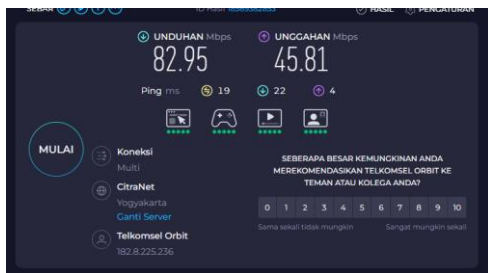 SEBAR
HASIL PENGATURAN
UNDUHAN Mbps
82.95
UNGGAHAN Mbps
45.81
Ping ms 19 22 4
MULAI
Koneksi
Multi
CitraNet
Yogyakarta
Ganti Server
Telkomsel Orbit
182.8.225.236
SEBERAPA BESAR KEMUNGKINAN ANDA
MEREKOMENDASIKAN TELKOMSEL ORBIT KE
TEMAN ATAU KOLEGA ANDA?
0 1 2 3 4 5 6 7 8 9 10
Sama sekali tidak mungkin Sangat mungkin sekali